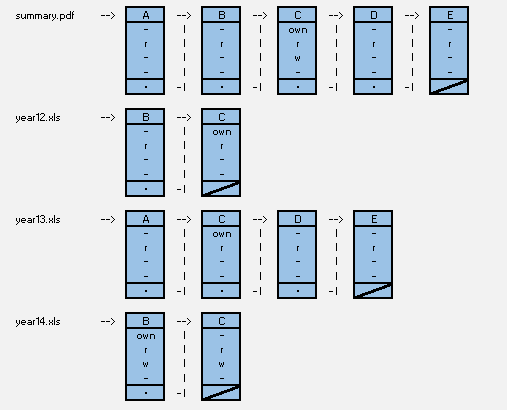 summary.pdf --> A --> B --> C --> D --> E
- - own - -
r r r r r
- - w - -
- - - - -
year12.xls --> B --> C
- own
r r
- -
- -
year13.xls --> A --> C --> D --> E
- own - -
r r r r
- - - -
- - - -
year14.xls --> B --> C
own -
r r
w w
- -